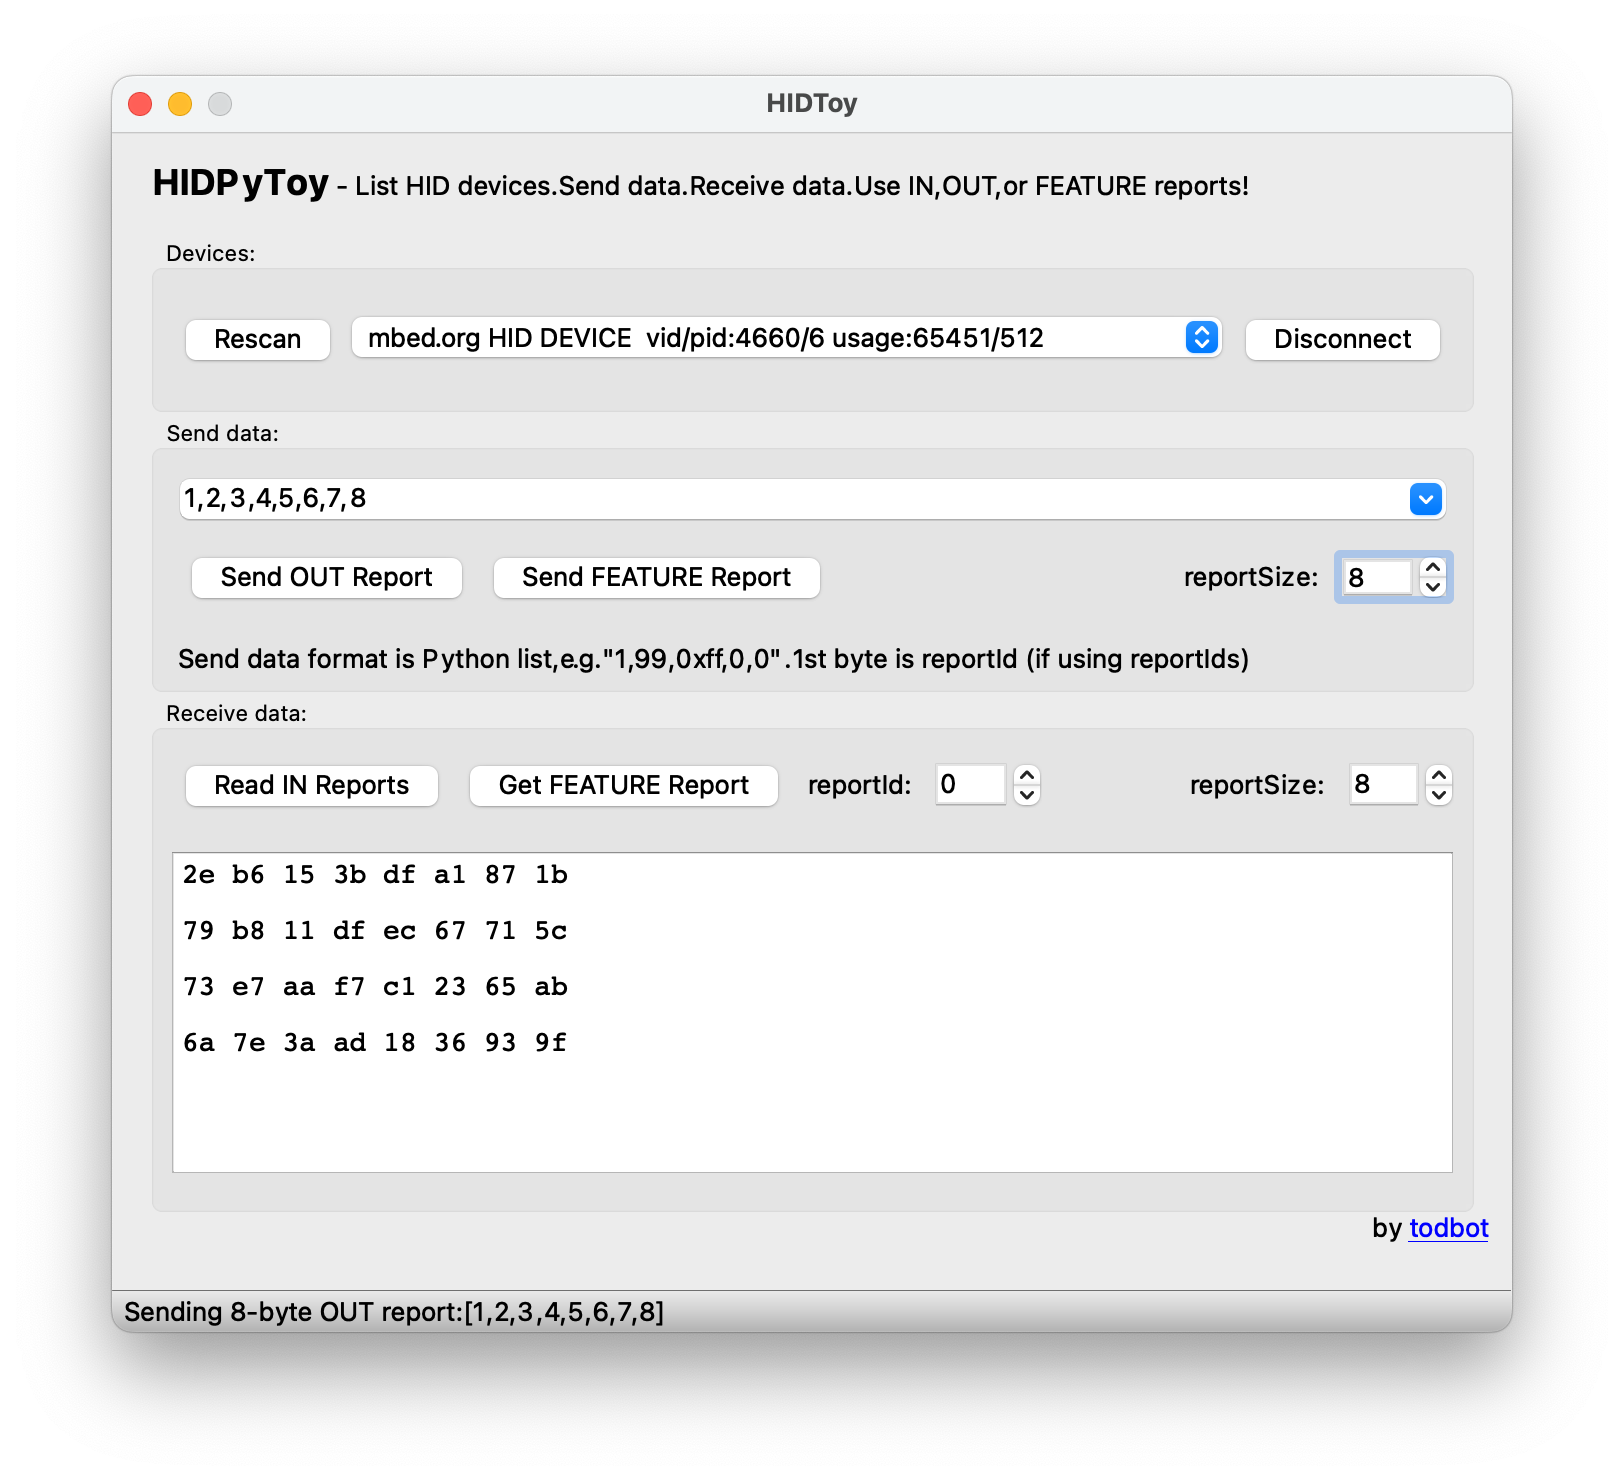 HIDToy
HIDPyToy - List HID devices.Send data.Receive data.Use IN,OUT,or FEATURE reports!
Devices:
Rescan mbed.org HID DEVICE  vid/pid:4660/6 usage:65451/512 Disconnect
Send data:
1,2,3,4,5,6,7,8
Send OUT Report Send FEATURE Report reportSize: 8
Send data format is Python list,e.g."1,99,0xff,0,0".1st byte is reportId (if using reportIds)
Receive data:
Read IN Reports Get FEATURE Report reportId: 0 reportSize: 8
2e b6 15 3b df a1 87 1b
79 b8 11 df ec 67 71 5c
73 e7 aa f7 c1 23 65 ab
6a 7e 3a ad 18 36 93 9f
by todbot
Sending 8-byte OUT report:[1,2,3,4,5,6,7,8]